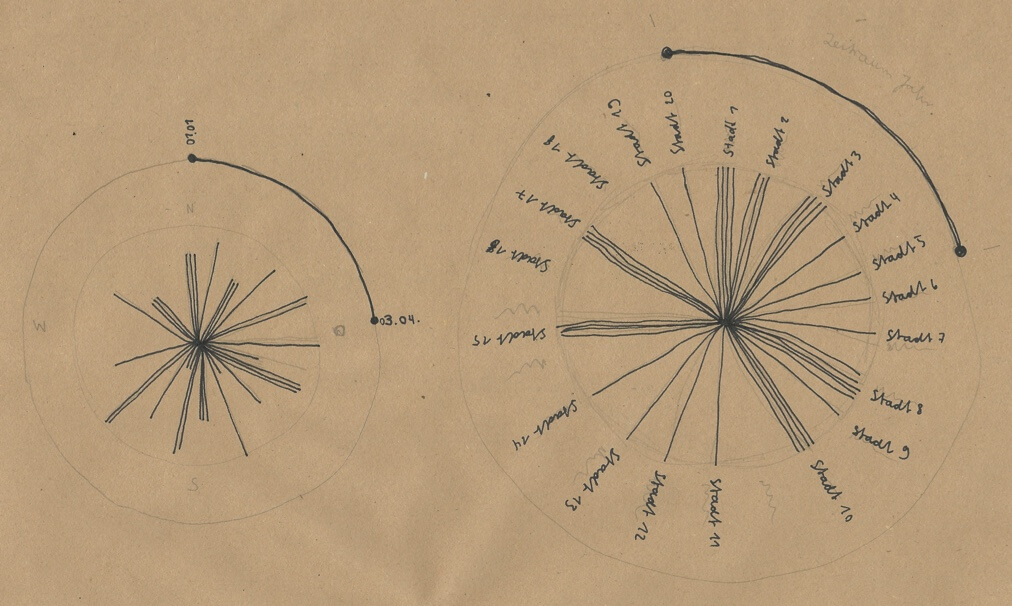 01.01
N
W
O
03.04.
S
Zeitraum Jahr
Stadt 1
Stadt 2
Stadt 3
Stadt 4
Stadt 5
Stadt 6
Stadt 7
Stadt 8
Stadt 9
Stadt 10
Stadt 11
Stadt 12
Stadt 13
Stadt 14
Stadt 15
Stadt 18
Stadt 17
Stadt 18
Stadt 19
Stadt 20